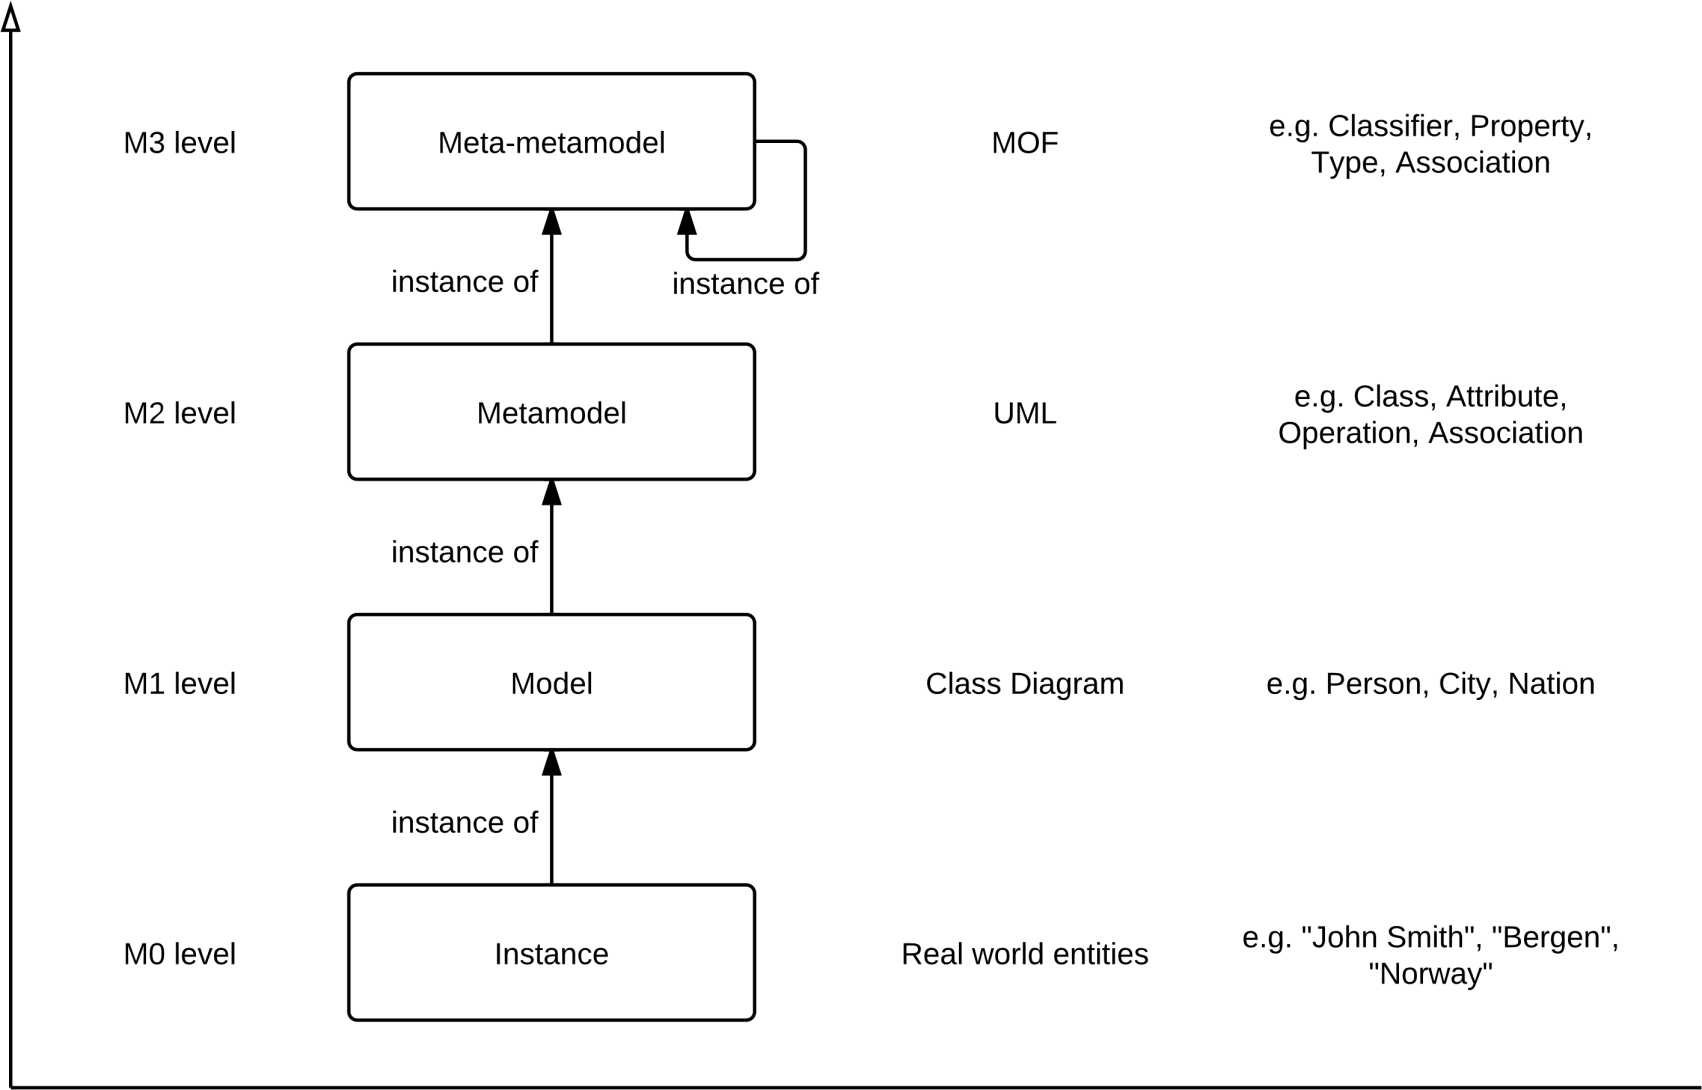 M3 level
Meta-metamodel
MOF
e.g. Classifier, Property,
Type, Association
instance of
instance of
M2 level
Metamodel
UML
e.g. Class, Attribute,
Operation, Association
instance of
M1 level
Model
Class Diagram
e.g. Person, City, Nation
instance of
M0 level
Instance
Real world entities
e.g. "John Smith", "Bergen",
"Norway"